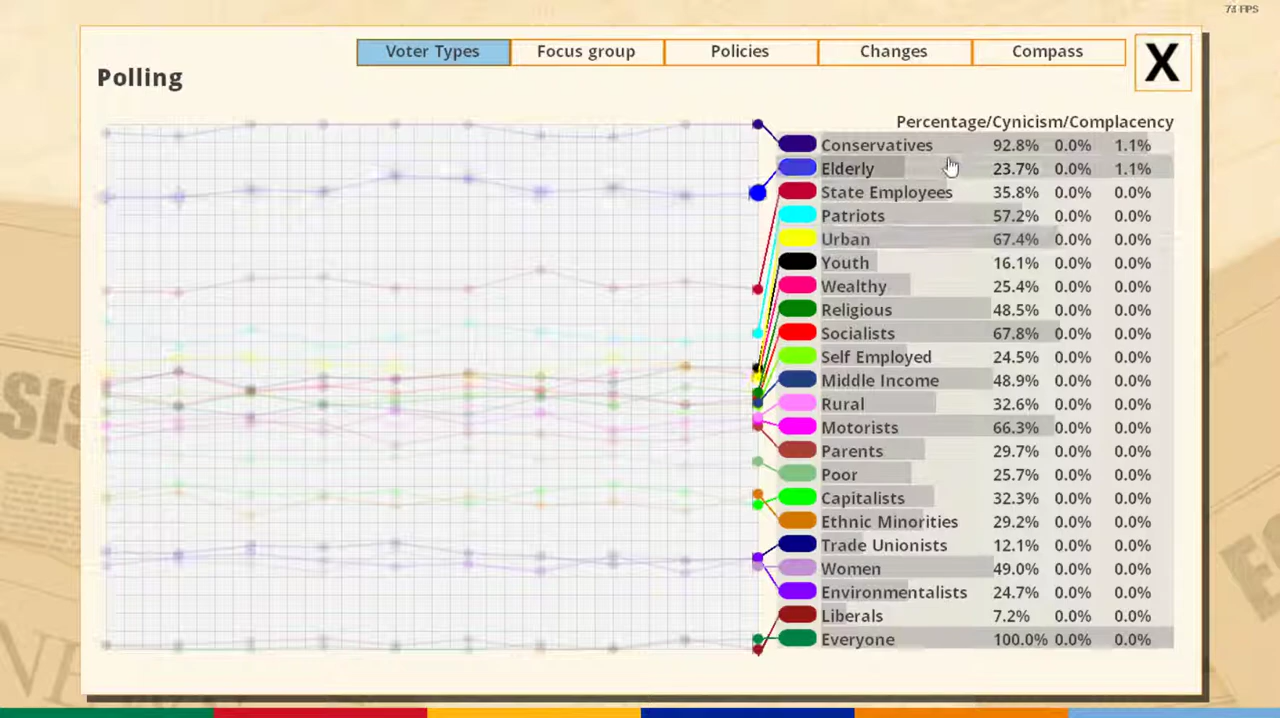 73 FPS
Voter Types
Focus group
Policies
Changes
Compass
X
Polling
Percentage/Cynicism/Complacency
Conservatives 92.8% 0.0% 1.1%
Elderly 23.7% 0.0% 1.1%
State Employees 35.8% 0.0% 0.0%
Patriots 57.2% 0.0% 0.0%
Urban 67.4% 0.0% 0.0%
Youth 16.1% 0.0% 0.0%
Wealthy 25.4% 0.0% 0.0%
Religious 48.5% 0.0% 0.0%
Socialists 67.8% 0.0% 0.0%
Self Employed 24.5% 0.0% 0.0%
Middle Income 48.9% 0.0% 0.0%
Rural 32.6% 0.0% 0.0%
Motorists 66.3% 0.0% 0.0%
Parents 29.7% 0.0% 0.0%
Poor 25.7% 0.0% 0.0%
Capitalists 32.3% 0.0% 0.0%
Ethnic Minorities 29.2% 0.0% 0.0%
Trade Unionists 12.1% 0.0% 0.0%
Women 49.0% 0.0% 0.0%
Environmentalists 24.7% 0.0% 0.0%
Liberals 7.2% 0.0% 0.0%
Everyone 100.0% 0.0% 0.0%